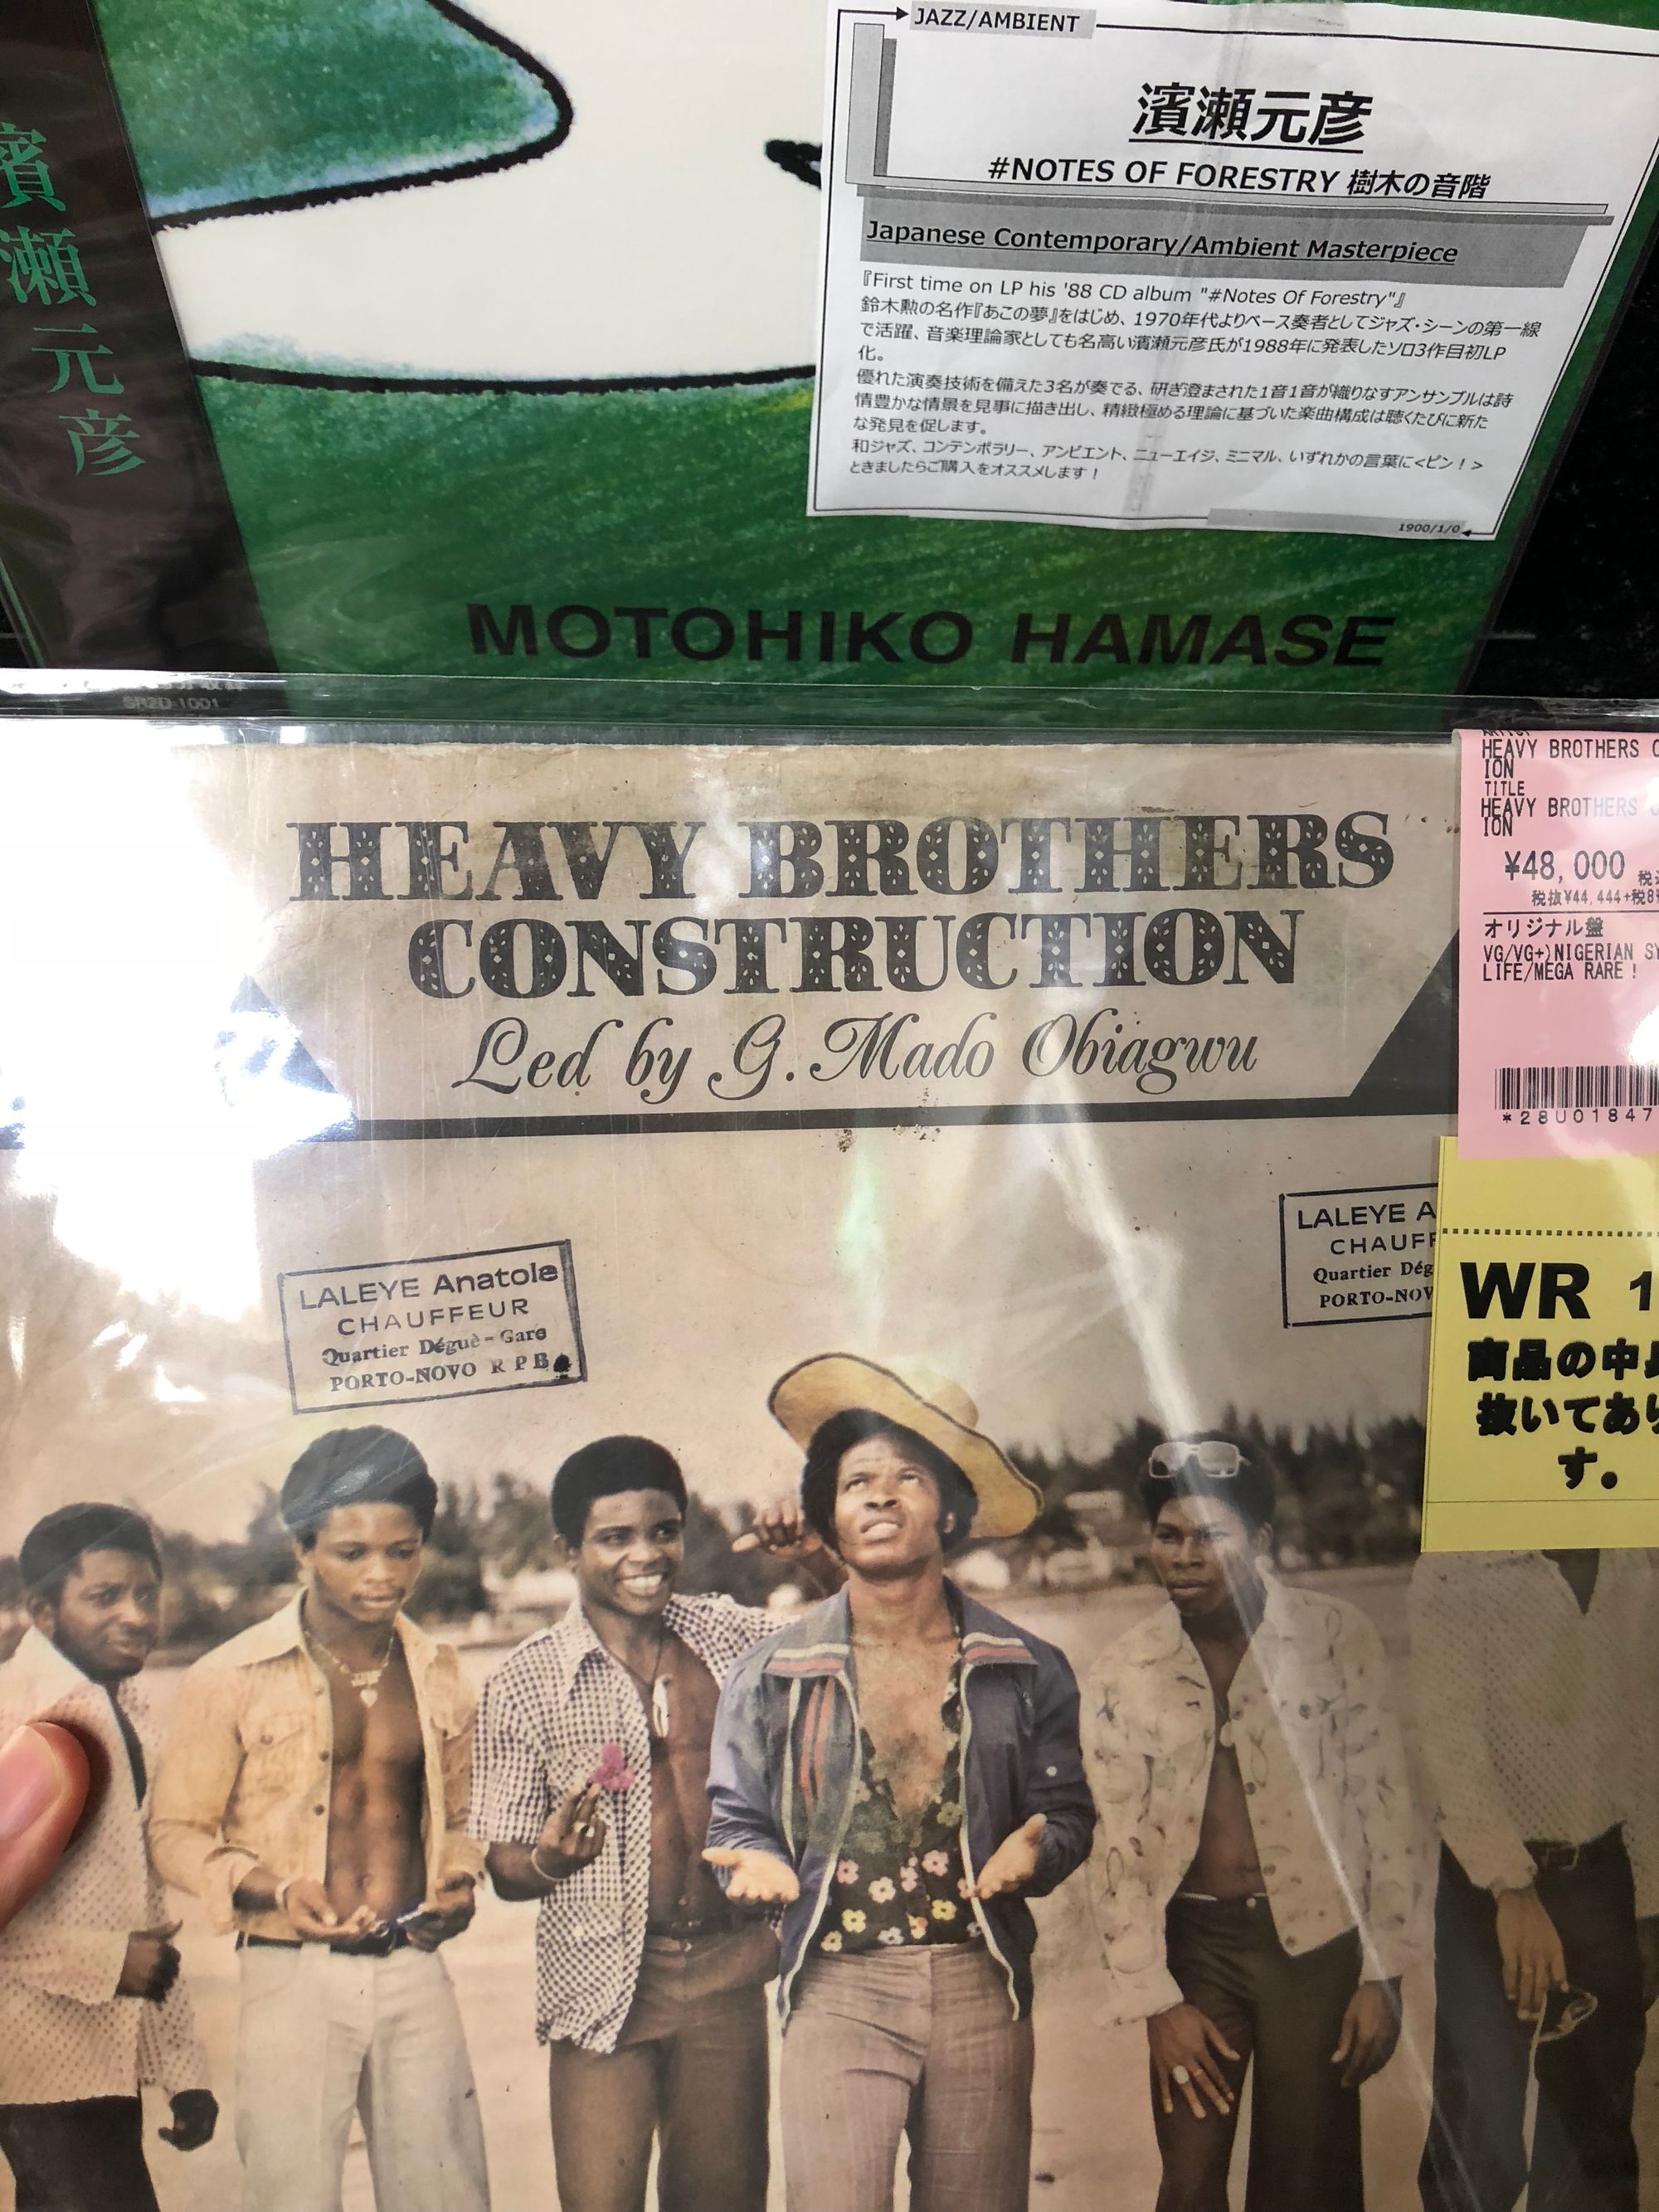 JAZZ/AMBIENT
濱瀬元彦
濱瀬元彦
#NOTES OF FORESTRY 樹木の音階
Japanese Contemporary/Ambient Masterpiece
『First time on LP his '88 CD album "#Notes Of Forestry"』
鈴木勲の名作『あこの夢』をはじめ、1970年代よりベース奏者としてジャズ・シーンの第一線
で活躍、音楽理論家としても名高い濱瀬元彦氏が1988年に発表したソロ3作目初LP
化。
優れた演奏技術を備えた3名が奏でる、研ぎ澄まされた1音1音が織りなすアンサンブルは詩
情豊かな情景を見事に描き出し、精緻極める理論に基づいた楽曲構成は聴くたびに新た
な発見を促します。
和ジャズ、コンテンポラリー、アンビエント、ニューエイジ、ミニマル、いずれかの言葉に<ピン！>
ときましたらご購入をオススメします！
1900/1/0
MOTOHIKO HAMASE
SR2D-1001
HEAVY BROTHERS
CONSTRUCTION
Led by G. Mado Obiagwu
ARTIST
HEAVY BROTHERS
ION
TITLE
HEAVY BROTHERS
ION
¥48,000
税抜¥44,444+税8
オリジナル盤
VG/VG+)NIGERIAN
LIFE/MEGA RARE！
*28U01847
LALEYE Anatole
CHAUFFEUR
Quartier Déguè-Gare
PORTO-NOVO R P B
LALEYE A
CHAUFF
Quartier Dég
PORTO-NOV
WR 1
商品の中
抜いてあり
す。